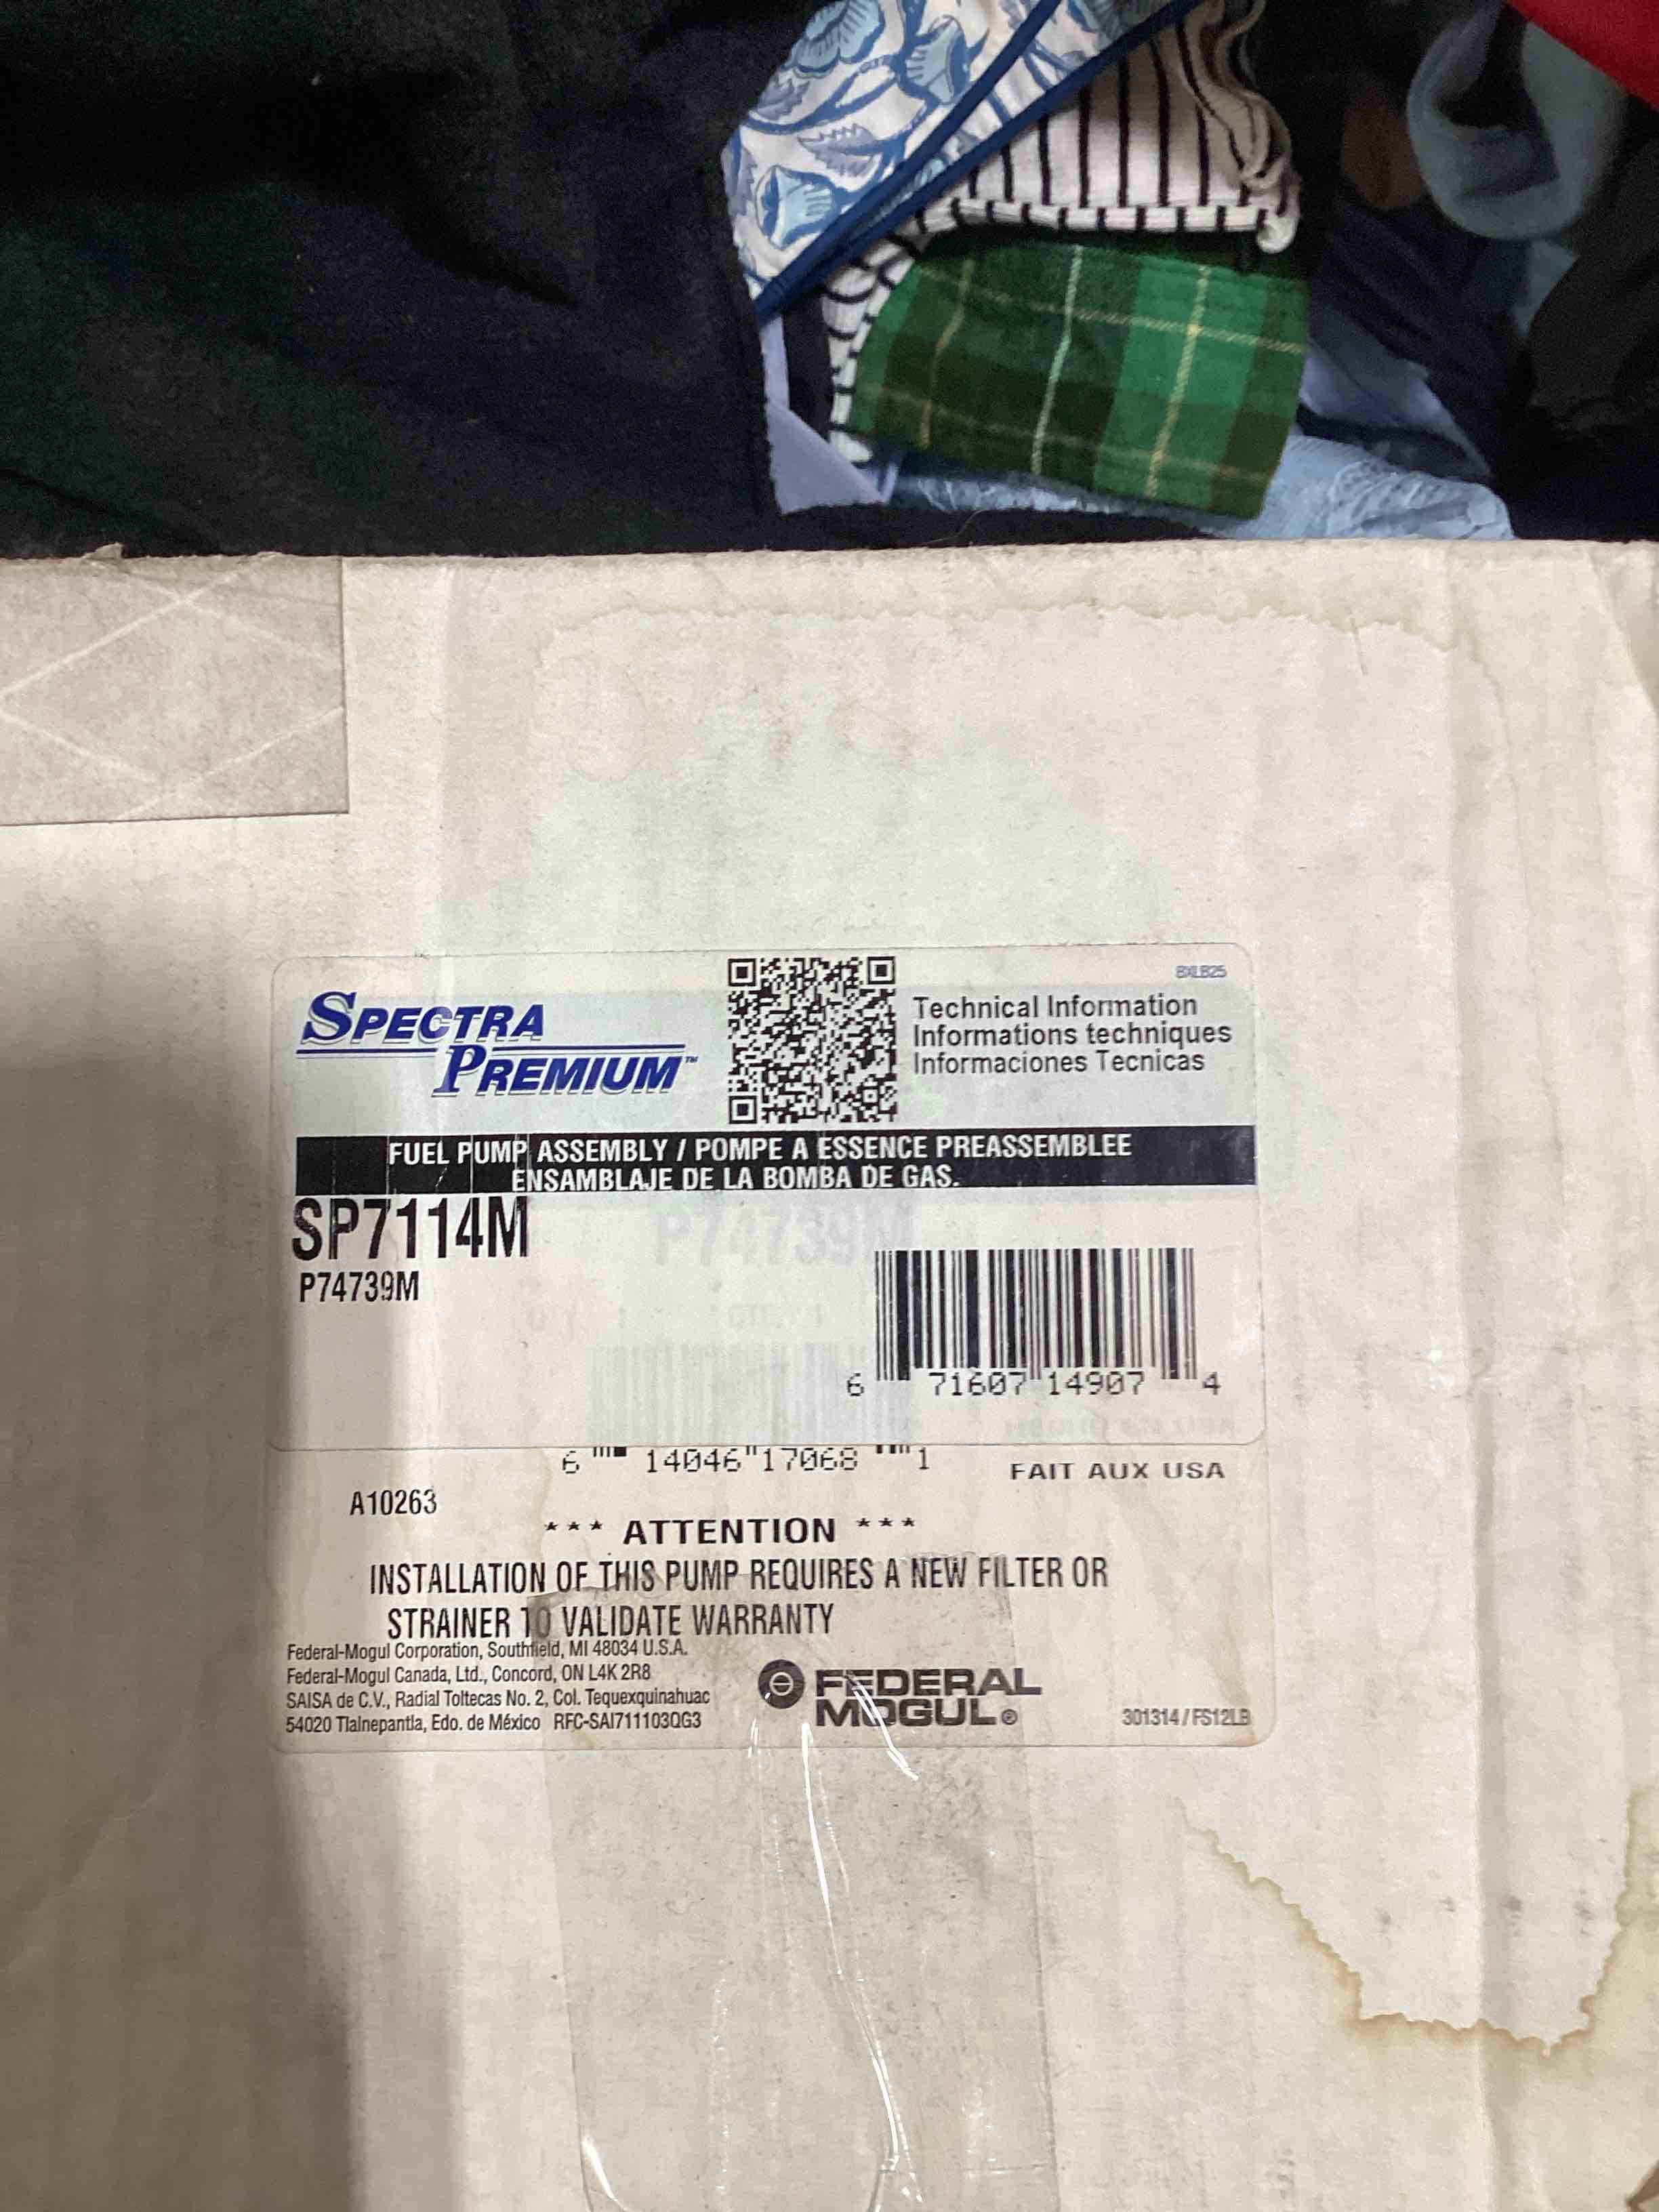 BXLB25
SPECTRA
PREMIUM™
Technical Information
Informations techniques
Informaciones Tecnicas
FUEL PUMP ASSEMBLY / POMPE A ESSENCE PREASSEMBLEE
ENSAMBLAJE DE LA BOMBA DE GAS.
SP7114M
P74739M
6 71607 14907 4
6 14046 17068 1
FAIT AUX USA
A10263
*** ATTENTION ***
INSTALLATION OF THIS PUMP REQUIRES A NEW FILTER OR
STRAINER TO VALIDATE WARRANTY
Federal-Mogul Corporation, Southfield, MI 48034 U.S.A.
Federal-Mogul Canada, Ltd., Concord, ON L4K 2R8
SAISA de C.V., Radial Toltecas No. 2, Col. Tequexquinahuac
54020 Tlalnepantla, Edo. de México RFC-SAI711103QG3
FEDERAL
MOGUL®
301314/FS12LB